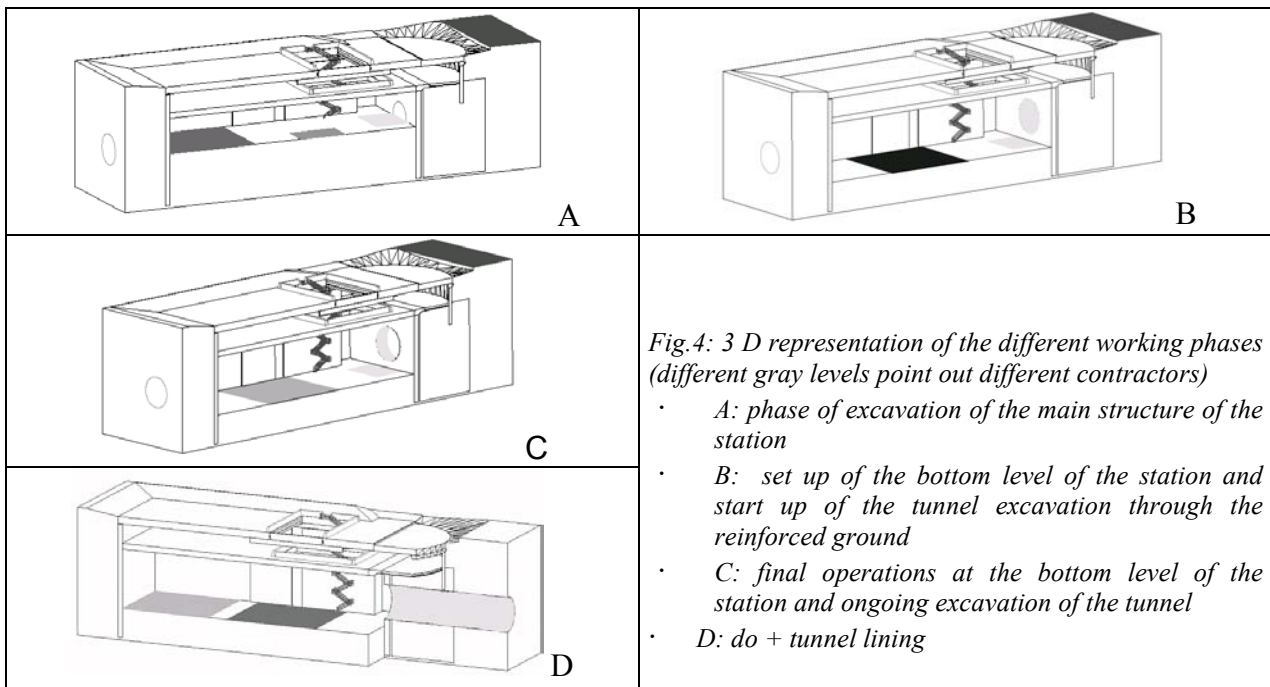 A
B
C
D
Fig.4: 3 D representation of the different working phases
(different gray levels point out different contractors)
· A: phase of excavation of the main structure of the
station
· B: set up of the bottom level of the station and
start up of the tunnel excavation through the
reinforced ground
· C: final operations at the bottom level of the
station and ongoing excavation of the tunnel
· D: do + tunnel lining